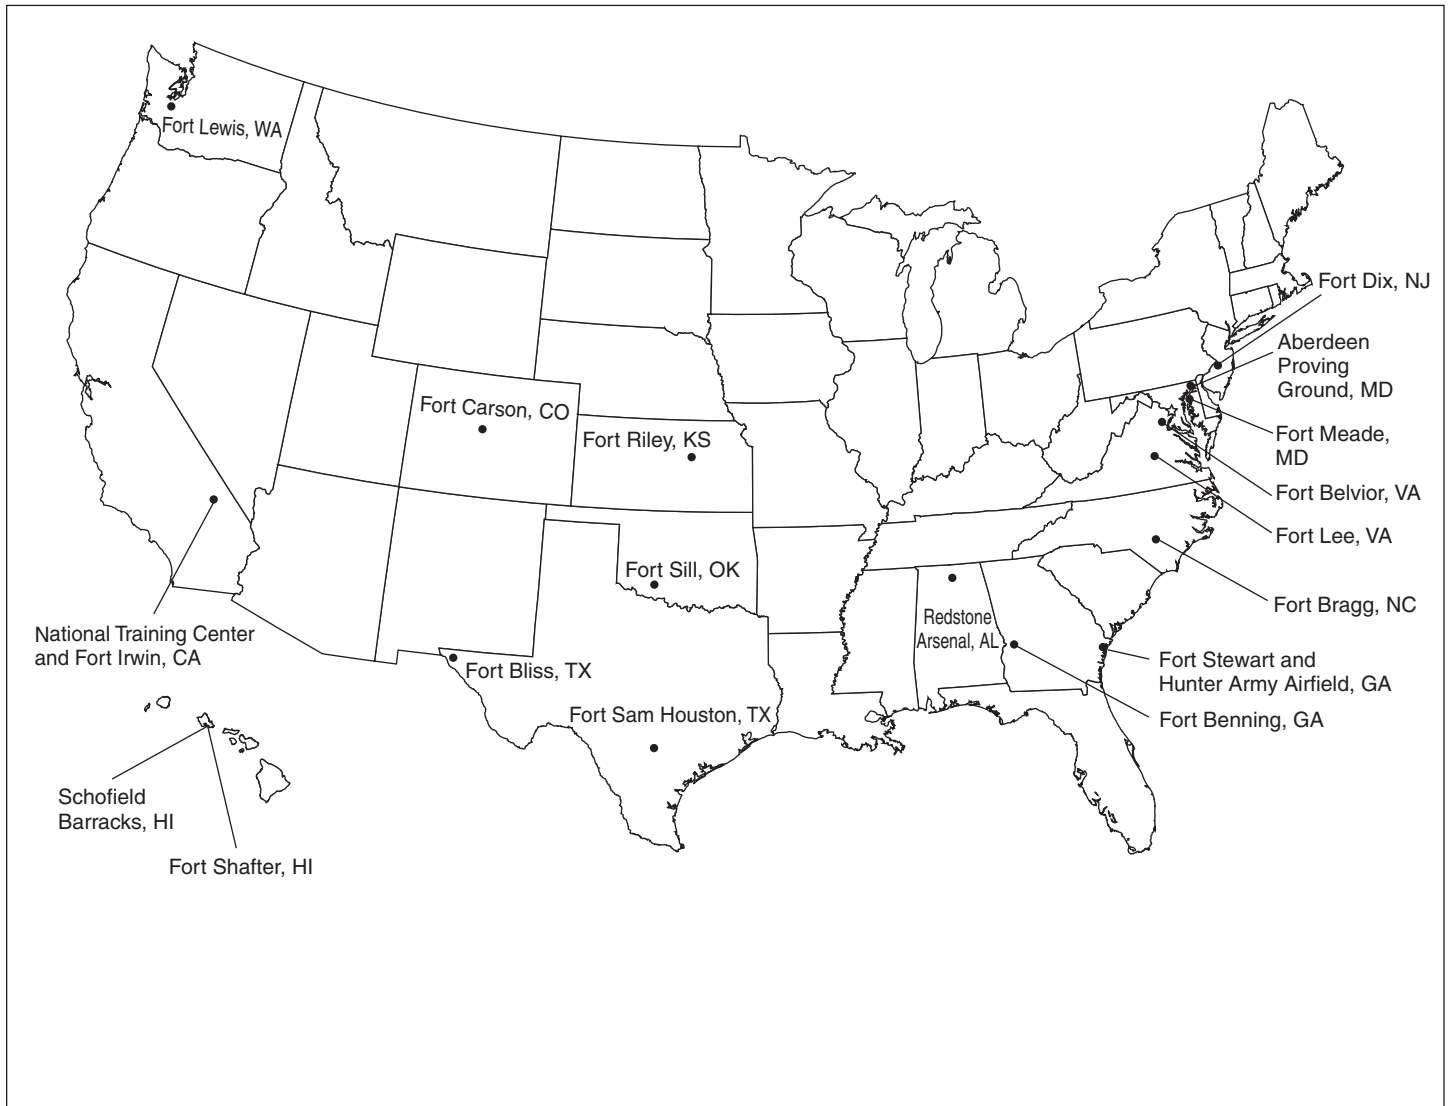 Fort Lewis, WA
Fort Dix, NJ
Aberdeen
Proving
Ground, MD
Fort Carson, CO
Fort Riley, KS
Fort Meade,
MD
Fort Belvior, VA
Fort Lee, VA
Fort Sill, OK
Fort Bragg, NC
Redstone
Arsenal, AL
National Training Center
and Fort Irwin, CA
Fort Bliss, TX
Fort Stewart and
Hunter Army Airfield, GA
Fort Sam Houston, TX
Fort Benning, GA
Schofield
Barracks, HI
Fort Shafter, HI